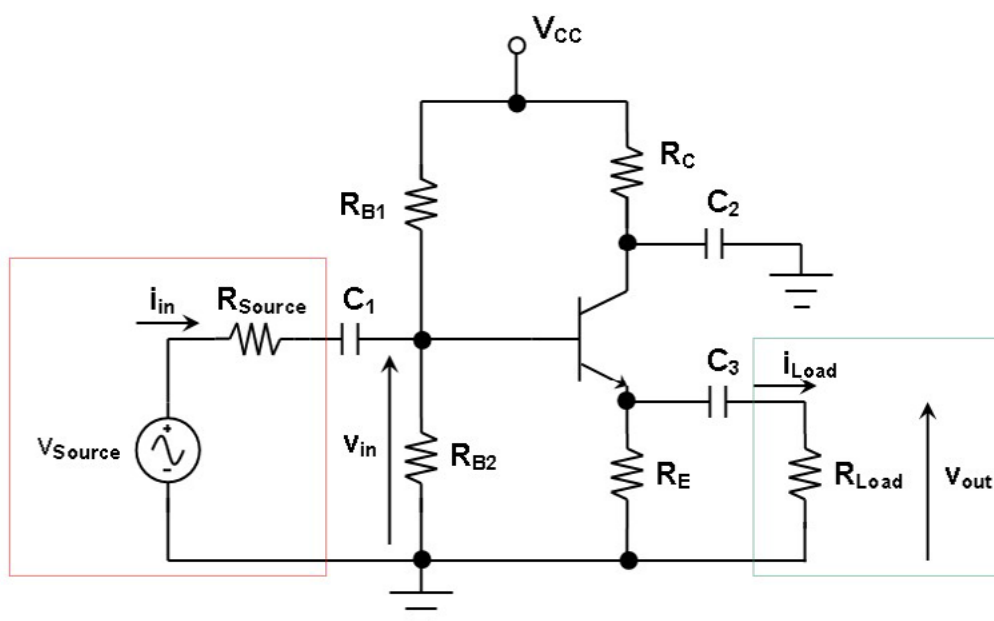 VCC
RC
RB1
C2
iin
RSource
C1
C3
iLoad
VSource
+
-
vin
RB2
RE
RLoad
vout